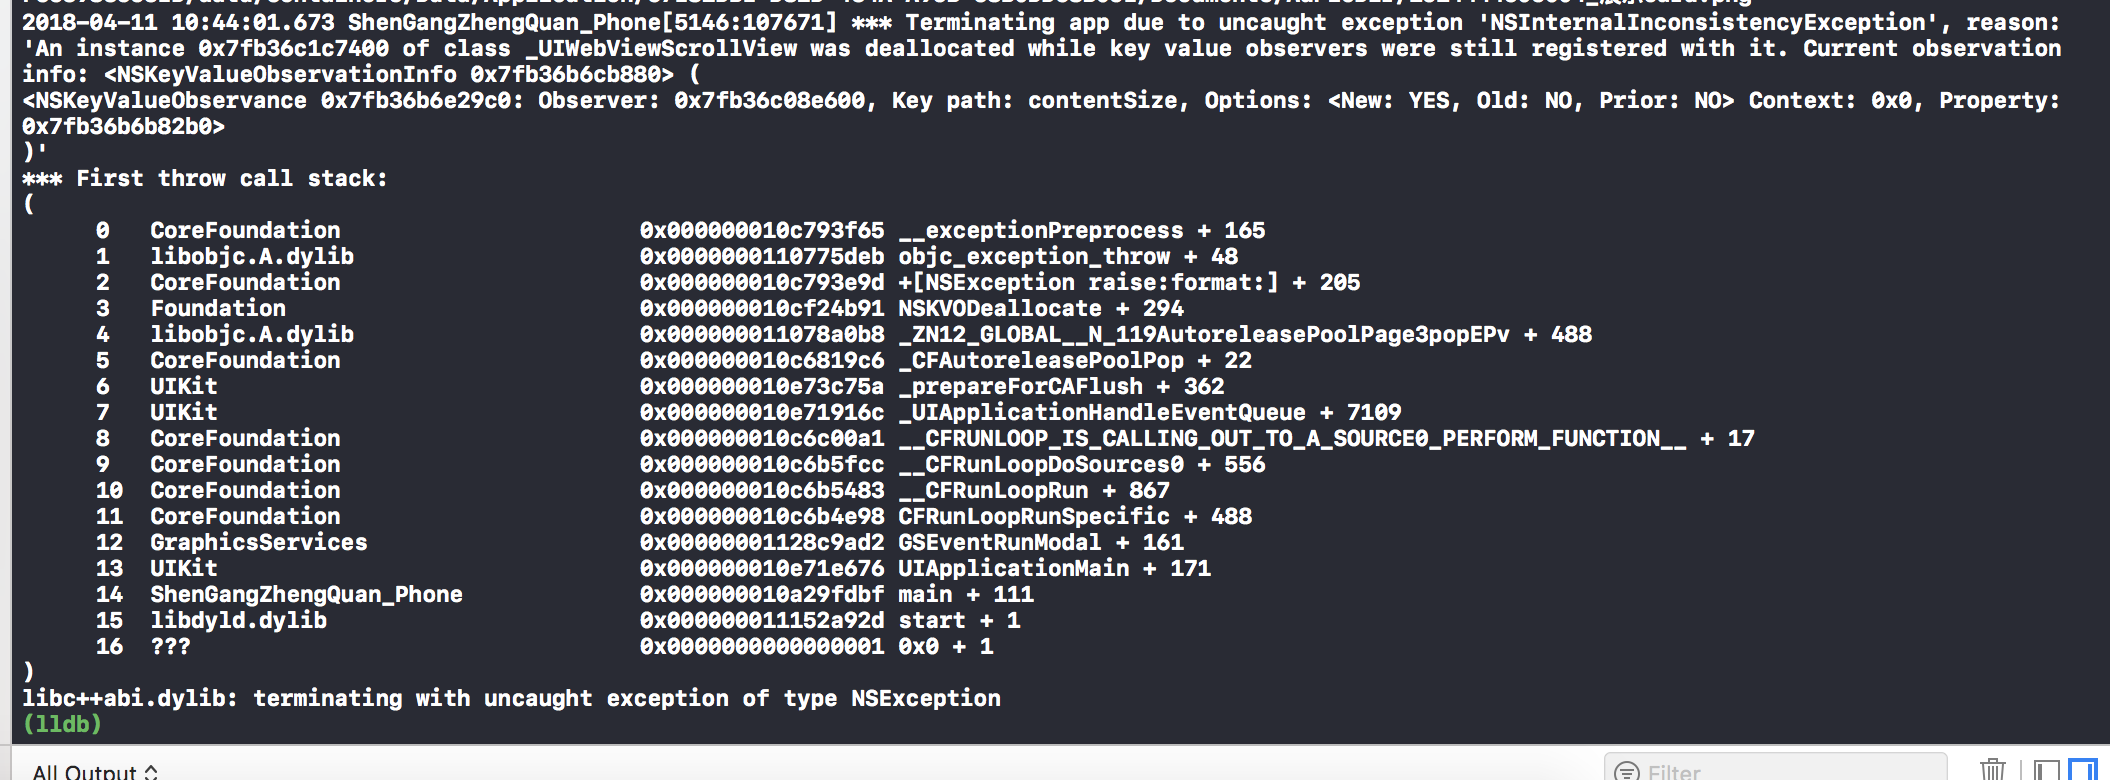 2018-04-11 10:44:01.673 ShenGangZhengQuan_Phone[5146:107671] *** Terminating app due to uncaught exception 'NSInternalInconsistencyException', reason:
'An instance 0x7fb36c1c7400 of class _UIWebViewScrollView was deallocated while key value observers were still registered with it. Current observation
info: <NSKeyValueObservationInfo 0x7fb36b6cb880> (
<NSKeyValueObservance 0x7fb36b6e29c0: Observer: 0x7fb36c08e600, Key path: contentSize, Options: <New: YES, Old: NO, Prior: NO> Context: 0x0, Property:
0x7fb36b6b82b0>
)'
*** First throw call stack:
(
0 CoreFoundation 0x000000010c793f65 __exceptionPreprocess + 165
1 libobjc.A.dylib 0x0000000110775deb objc_exception_throw + 48
2 CoreFoundation 0x000000010c793e9d +[NSException raise:format:] + 205
3 Foundation 0x000000010cf24b91 NSKVODeallocate + 294
4 libobjc.A.dylib 0x000000011078a0b8 _ZN12_GLOBAL__N_119AutoreleasePoolPage3popEPv + 488
5 CoreFoundation 0x000000010c6819c6 _CFAutoreleasePoolPop + 22
6 UIKit 0x000000010e73c75a _prepareForCAFlush + 362
7 UIKit 0x000000010e71916c _UIApplicationHandleEventQueue + 7109
8 CoreFoundation 0x000000010c6c00a1 __CFRUNLOOP_IS_CALLING_OUT_TO_A_SOURCE0_PERFORM_FUNCTION__ + 17
9 CoreFoundation 0x000000010c6b5fcc __CFRunLoopDoSources0 + 556
10 CoreFoundation 0x000000010c6b5483 __CFRunLoopRun + 867
11 CoreFoundation 0x000000010c6b4e98 CFRunLoopRunSpecific + 488
12 GraphicsServices 0x00000001128c9ad2 GSEventRunModal + 161
13 UIKit 0x000000010e71e676 UIApplicationMain + 171
14 ShenGangZhengQuan_Phone 0x000000010a29fdbf main + 111
15 libdyld.dylib 0x000000011152a92d start + 1
16 ??? 0x0000000000000001 0x0 + 1
)
libc++abi.dylib: terminating with uncaught exception of type NSException
(lldb)
All Output
Filter